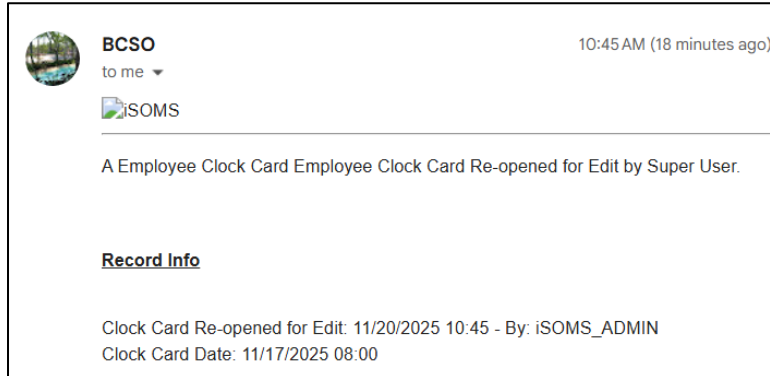 BCSO
10:45 AM (18 minutes ago)
to me
iSOMS
A Employee Clock Card Employee Clock Card Re-opened for Edit by Super User.
Record Info
Clock Card Re-opened for Edit: 11/20/2025 10:45 - By: iSOMS_ADMIN
Clock Card Date: 11/17/2025 08:00